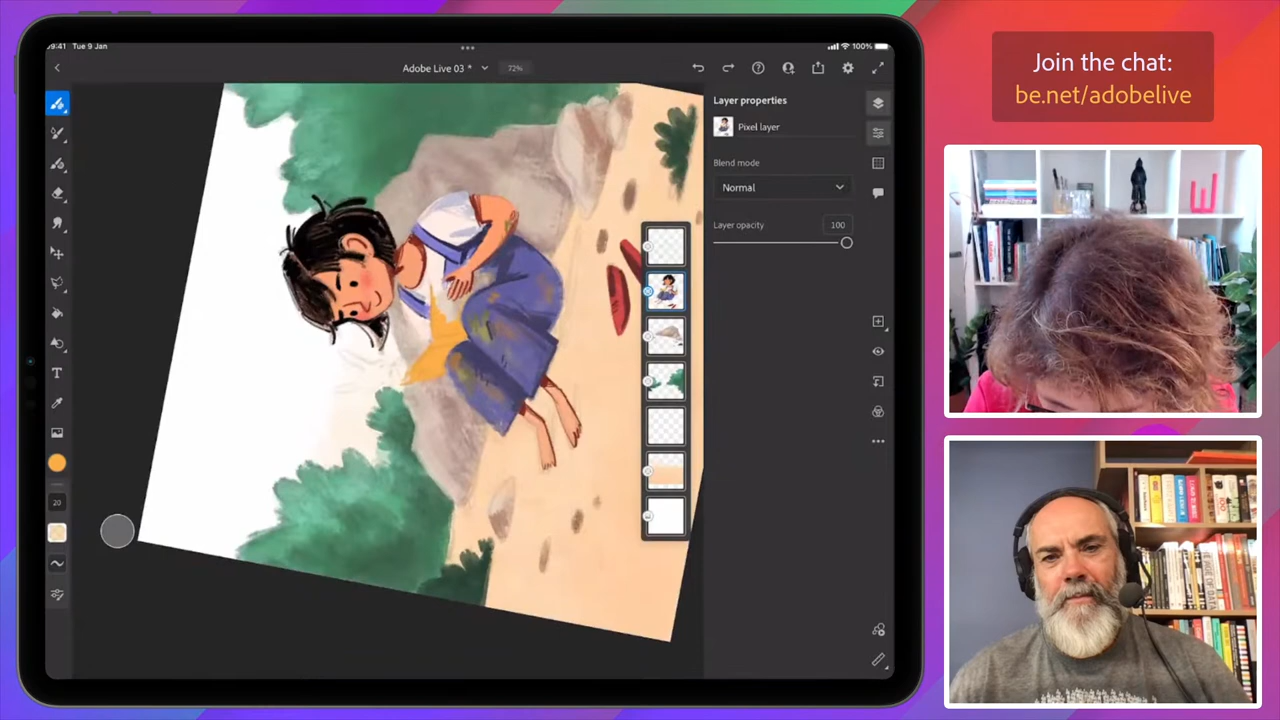 9:41 Tue 9 Jan
100%
Adobe Live 03 *
72%
Layer properties
Pixel layer
Blend mode
Normal
Layer opacity
100
T
20
Join the chat:
be.net/adobelive